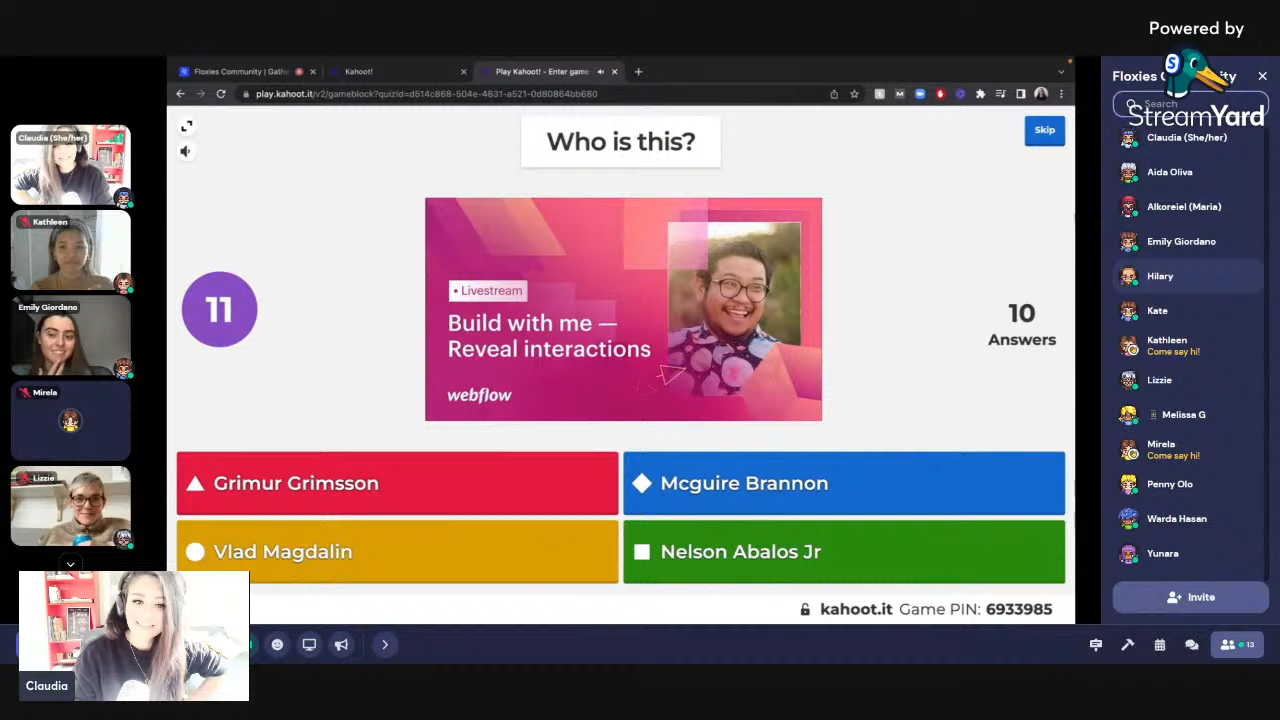 Powered by
StreamYard
Floxies Community | Gathe
Kahoot!
Play Kahoot! - Enter game
play.kahoot.it/v2/gameblock?quizId=d514c868-504e-4631-a521-0d80864bb680
Who is this?
Skip
11
• Livestream
Build with me —
Reveal interactions
webflow
10
Answers
Grimur Grimsson
Mcguire Brannon
Vlad Magdalin
Nelson Abalos Jr
kahoot.it Game PIN: 6933985
Claudia (She/her)
Kathleen
Emily Giordano
Mirela
Lizzie
Claudia
Search
Claudia (She/her)
Aida Oliva
Alkoreiel (Maria)
Emily Giordano
Hilary
Kate
Kathleen
Come say hi!
Lizzie
Melissa G
Mirela
Come say hi!
Penny Olo
Warda Hasan
Yunara
Invite
13